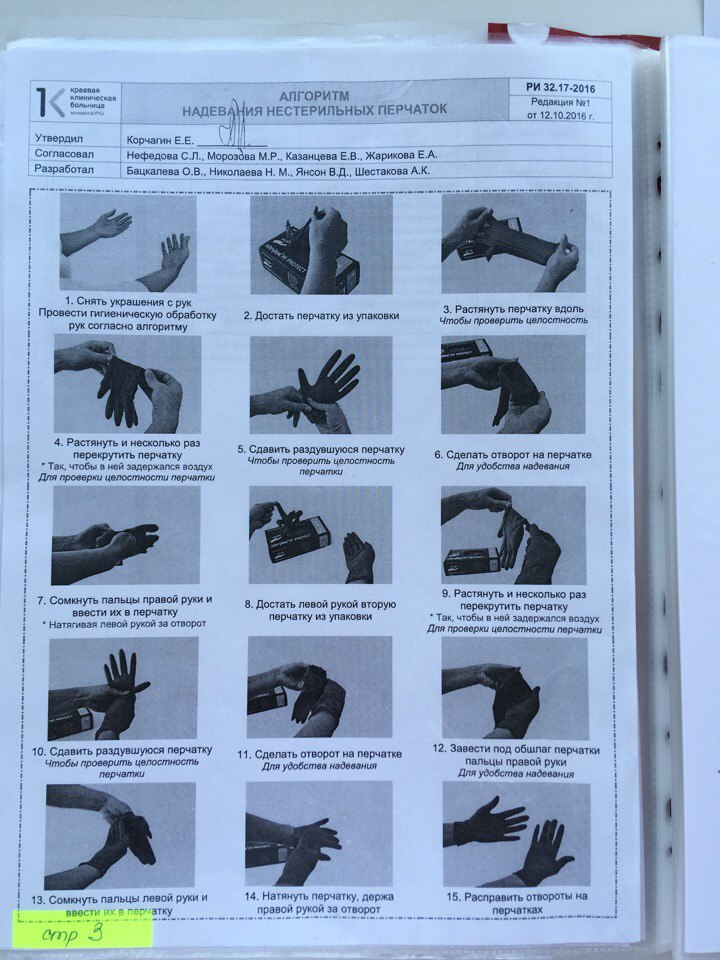 краевая
клиническая
больница
АЛГОРИТМ
НАДЕВАНИЯ НЕСТЕРИЛЬНЫХ ПЕРЧАТОК
РИ 32.17-2016
Редакция №1
от 12.10.2016 г.
Утвердил Корчагин Е.Е.
Согласовал Нефедова С.Л., Морозова М.Р., Казанцева Е.В., Жарикова Е.А.
Разработал Бацкалева О.В., Николаева Н. М., Янсон В.Д., Шестакова А.К.
1. Снять украшения с рук
Провести гигиеническую обработку
рук согласно алгоритму
2. Достать перчатку из упаковки
3. Растянуть перчатку вдоль
Чтобы проверить целостность
4. Растянуть и несколько раз
перекрутить перчатку
* Так, чтобы в ней задержался воздух
Для проверки целостности перчатки
5. Сдавить раздувшуюся перчатку
Чтобы проверить целостность
перчатки
6. Сделать отворот на перчатке
Для удобства надевания
7. Сомкнуть пальцы правой руки и
ввести их в перчатку
* Натягивая левой рукой за отворот
8. Достать левой рукой вторую
перчатку из упаковки
9. Растянуть и несколько раз
перекрутить перчатку
* Так, чтобы в ней задержался воздух
Для проверки целостности перчатки
10. Сдавить раздувшуюся перчатку
Чтобы проверить целостность
перчатки
11. Сделать отворот на перчатке
Для удобства надевания
12. Завести под обшлаг перчатки
пальцы правой руки
Для удобства надевания
13. Сомкнуть пальцы левой руки и
ввести их в перчатку
14. Натянуть перчатку, держа
правой рукой за отворот
15. Расправить отвороты на
перчатках
стр 3